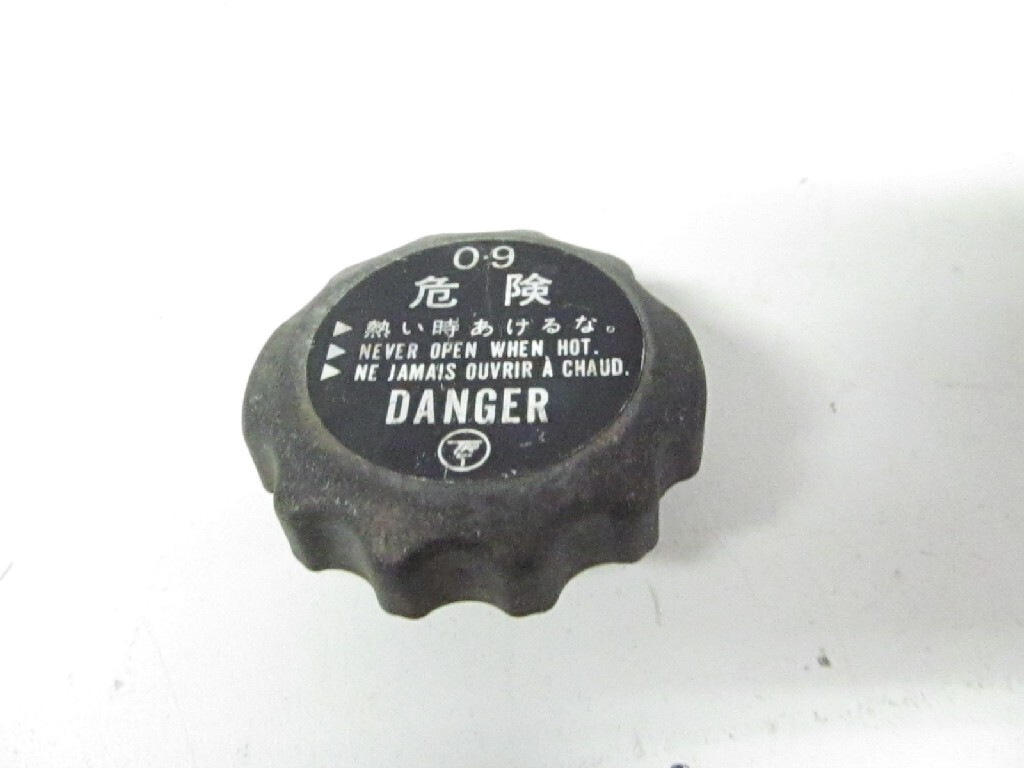 0・9
危険
▶ 熱い時あけるな。
▶ NEVER OPEN WHEN HOT.
▶ NE JAMAIS OUVRIR À CHAUD.
DANGER